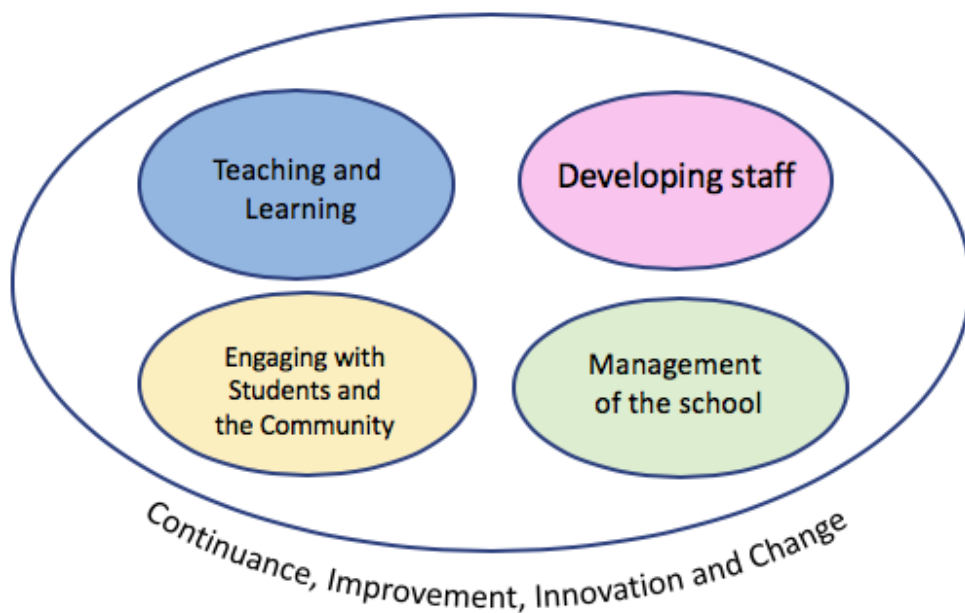 Teaching and
Learning
Developing staff
Engaging with
Students and
the Community
Management
of the school
Continuance, Improvement, Innovation and Change